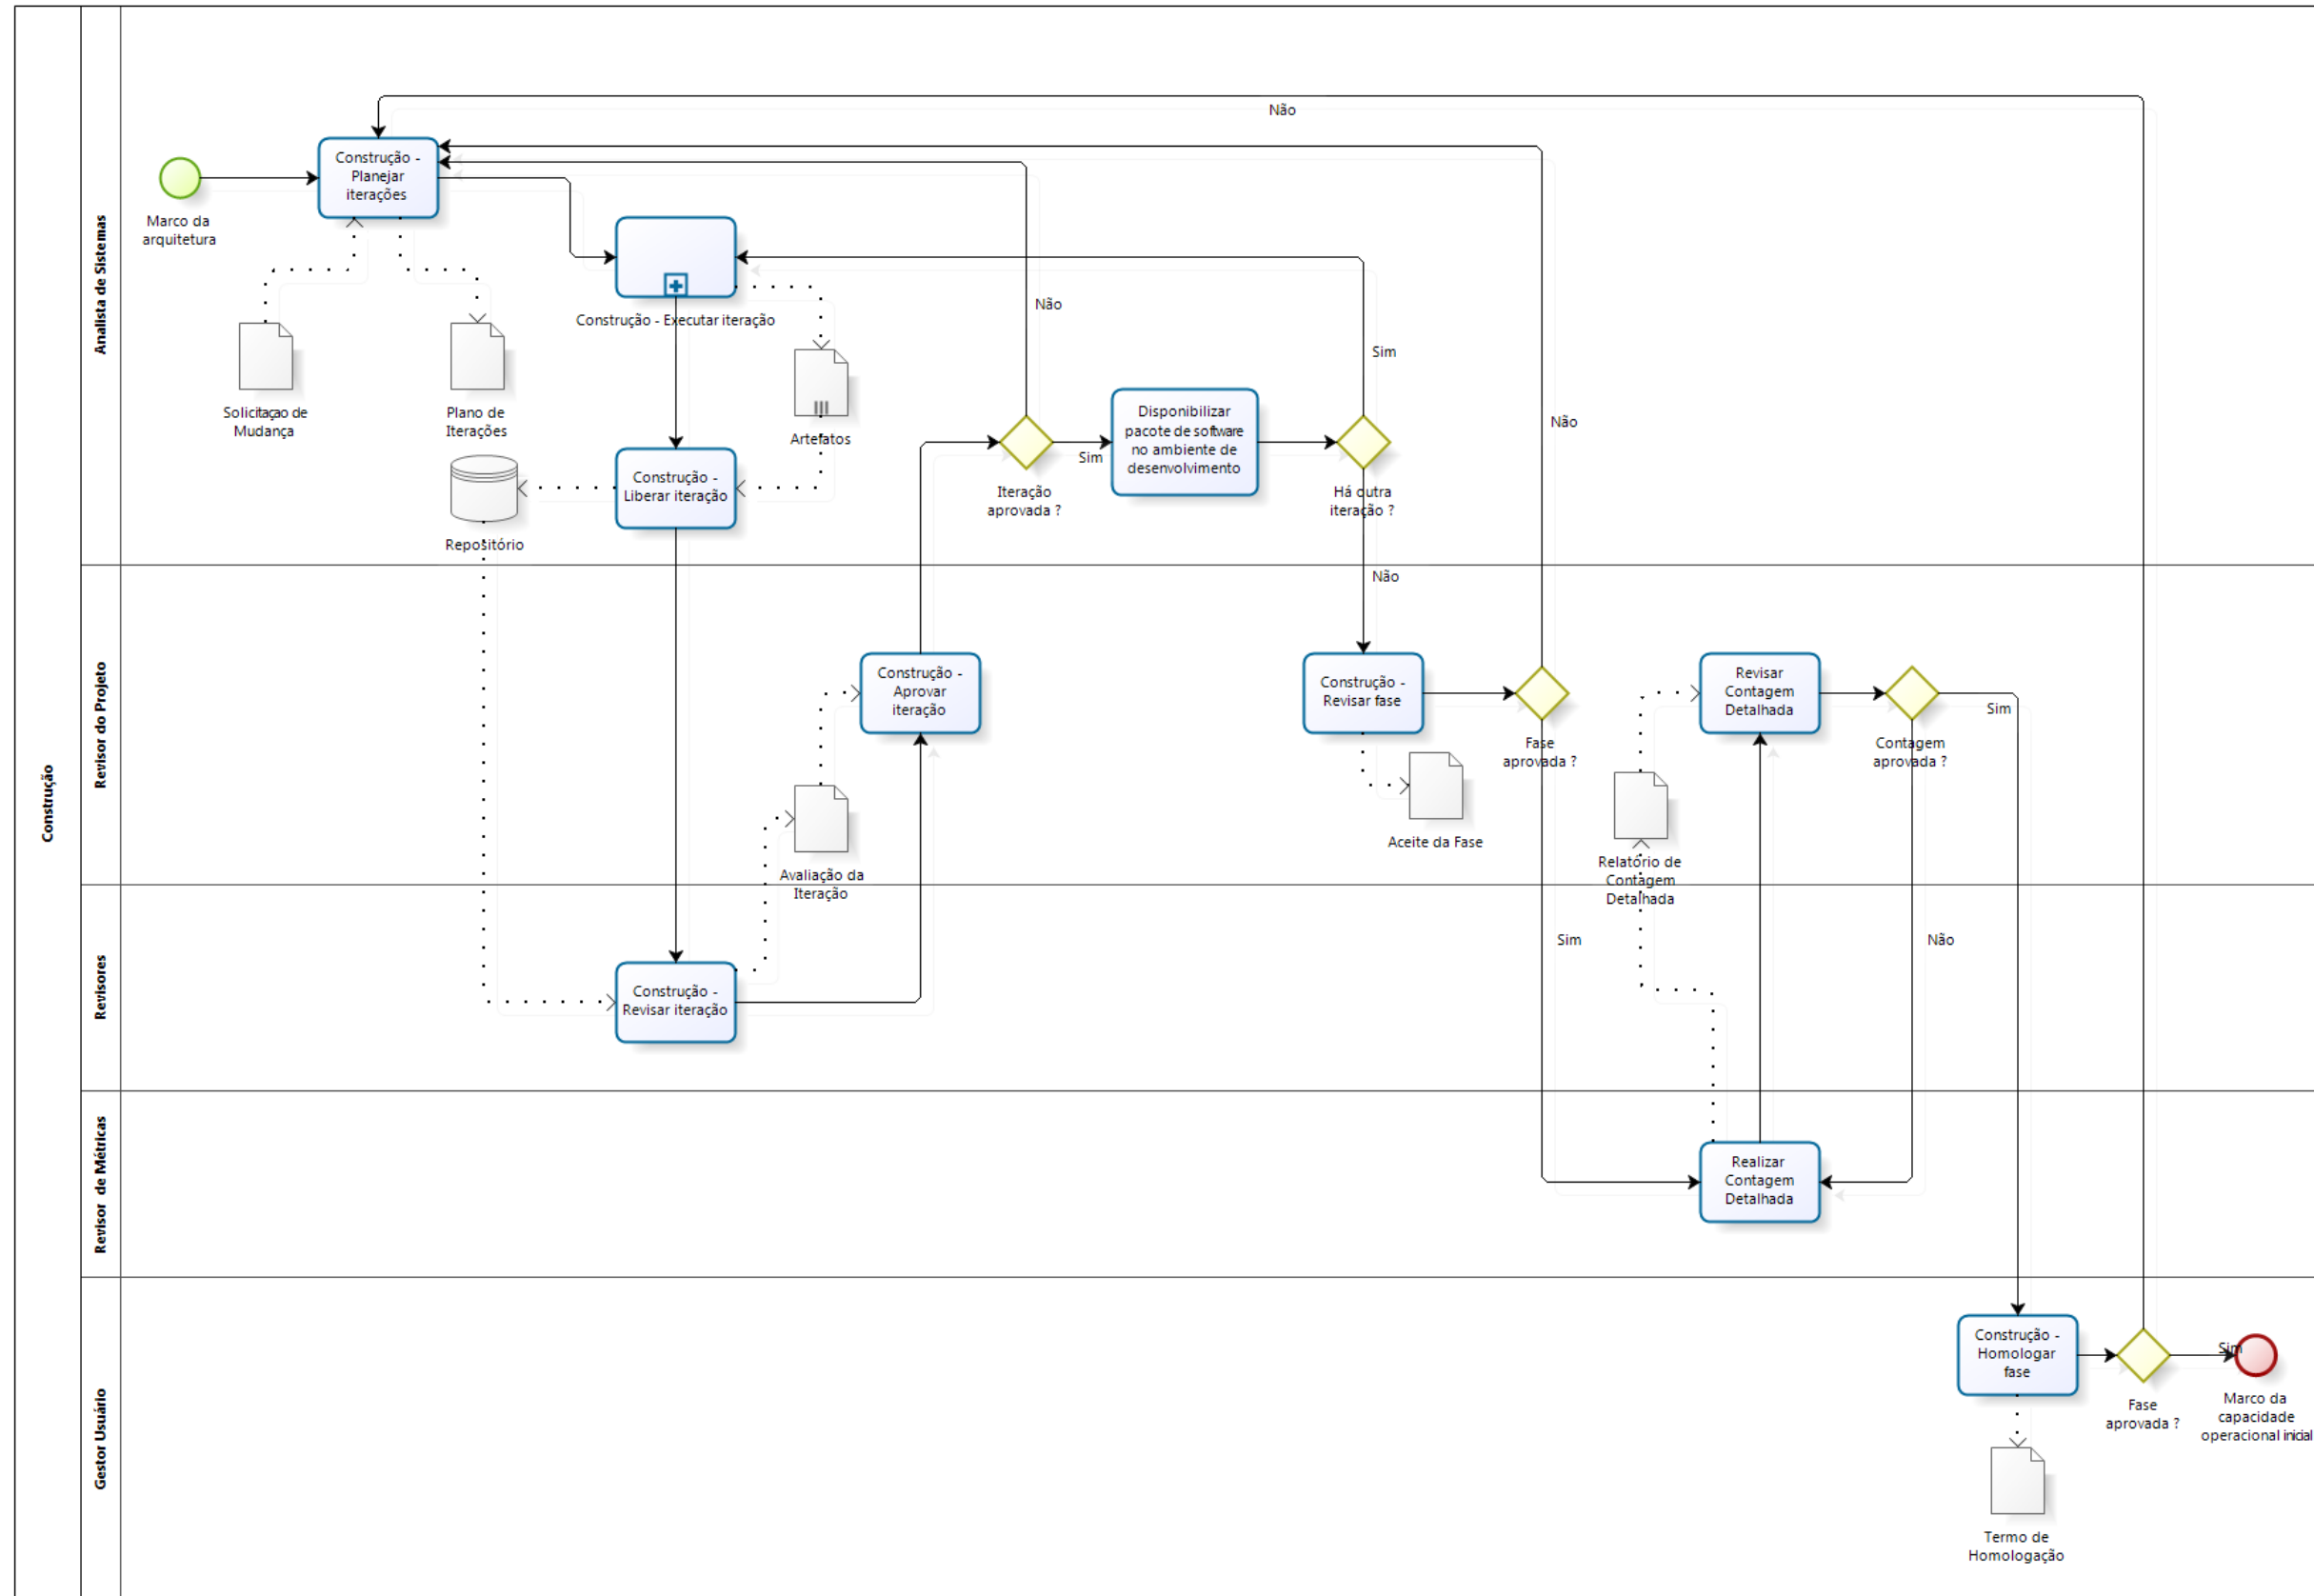 Construção
Analista de Sistemas
Marco da
arquitetura
Construção -
Planejar
iterações
Não
Construção - Executar iteração
Não
Sim
Não
Solicitaçao de
Mudança
Plano de
Iterações
Artefatos
Construção -
Liberar iteração
Repositório
Iteração
aprovada ?
Sim
Disponibilizar
pacote de software
no ambiente de
desenvolvimento
Há outra
iteração ?
Não
Revisor do Projeto
Construção -
Aprovar
iteração
Avaliação da
Iteração
Construção -
Revisar fase
Aceite da Fase
Fase
aprovada ?
Revisar
Contagem
Detalhada
Contagem
aprovada ?
Sim
Relatório de
Contagem
Detalhada
Revisores
Construção -
Revisar iteração
Sim
Não
Revisor de Métricas
Realizar
Contagem
Detalhada
Gestor Usuário
Construção -
Homologar
fase
Fase
aprovada ?
Sim
Marco da
capacidade
operacional inicial
Termo de
Homologação